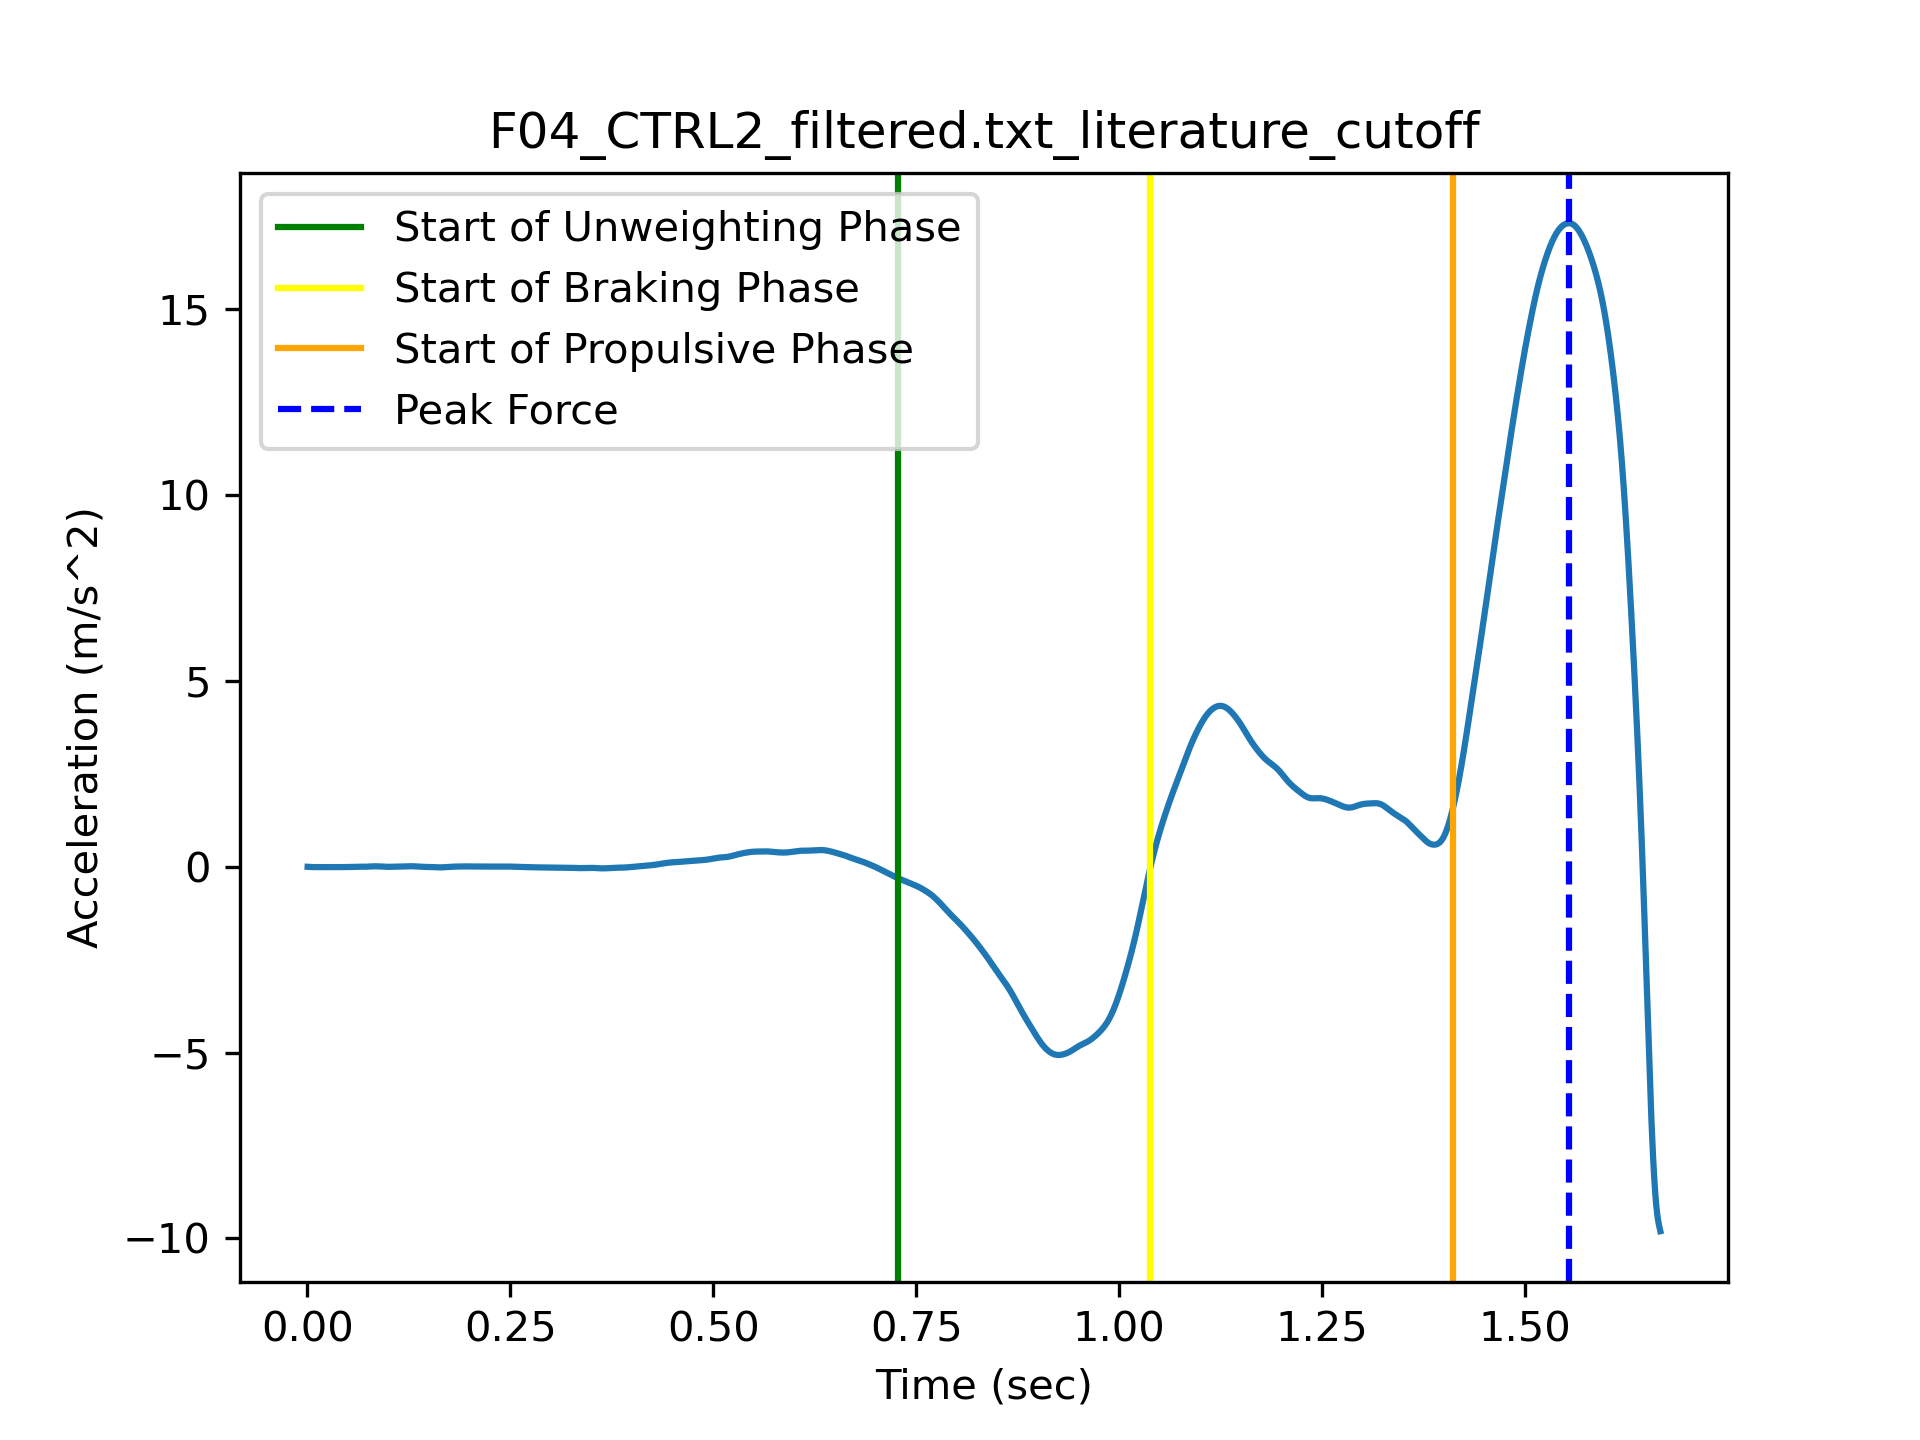 F04_CTRL2_filtered.txt_literature_cutoff
Start of Unweighting Phase
Start of Braking Phase
Start of Propulsive Phase
Peak Force
Acceleration (m/s^2)
15
10
5
0
−5
−10
0.00 0.25 0.50 0.75 1.00 1.25 1.50
Time (sec)